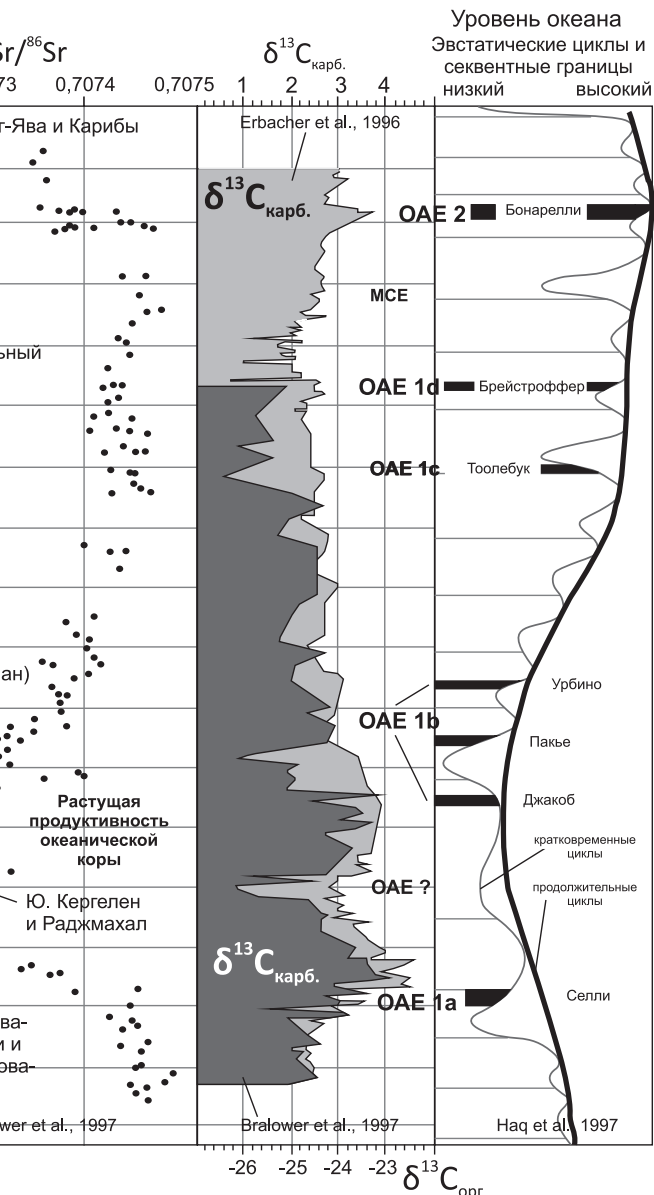 Уровень океана
Эвстатические циклы и
секвентные границы
низкий высокий
Sr/⁸⁶Sr
δ¹³Cкарб.
73 0,7074 0,7075 1 2 3 4
г-Ява и Карибы
Erbacher et al., 1996
δ¹³Cкарб.
OAE 2
Бонарелли
MCE
ьный
OAE 1d
Брейстроффер
OAE 1c
Тоолебук
ан)
Урбино
OAE 1b
Пакье
Джакоб
Растущая
продуктивность
океанической
коры
кратковременные
циклы
OAE ?
продолжительные
циклы
Ю. Кергелен
и Раджмахал
δ¹³Cкарб.
OAE 1a
Селли
ва-
и и
ова-
wer et al., 1997
Bralower et al., 1997
Haq et al., 1997
-26 -25 -24 -23 δ¹³Cорг.